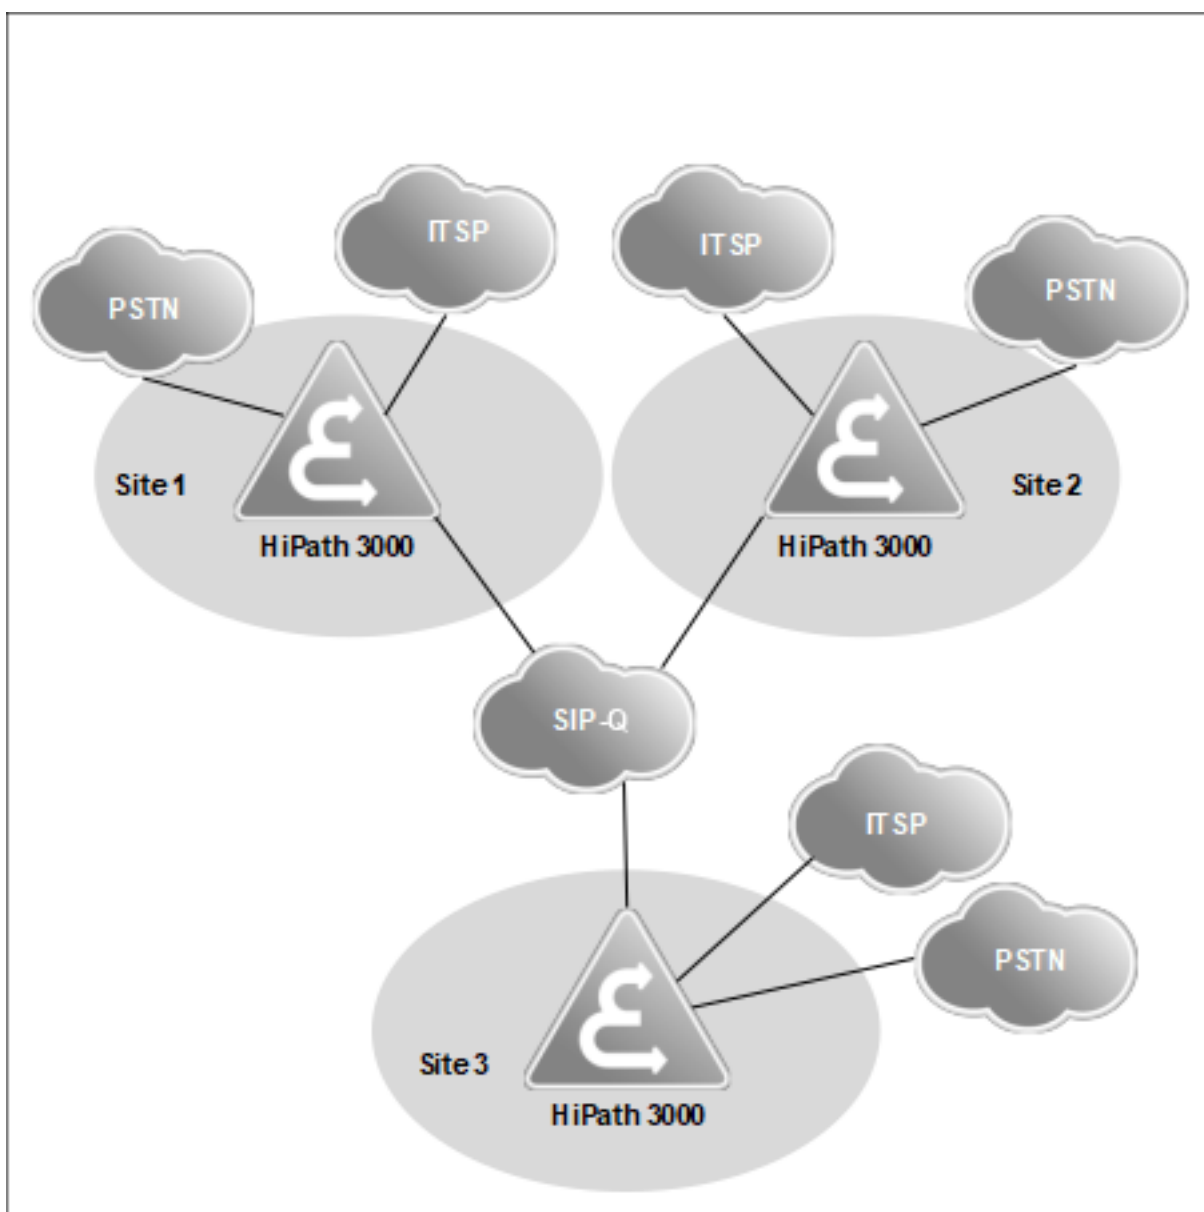 ITSP
ITSP
PSTN
PSTN
Site 1
Site 2
HiPath 3000
HiPath 3000
SIP-Q
ITSP
PSTN
Site 3
HiPath 3000